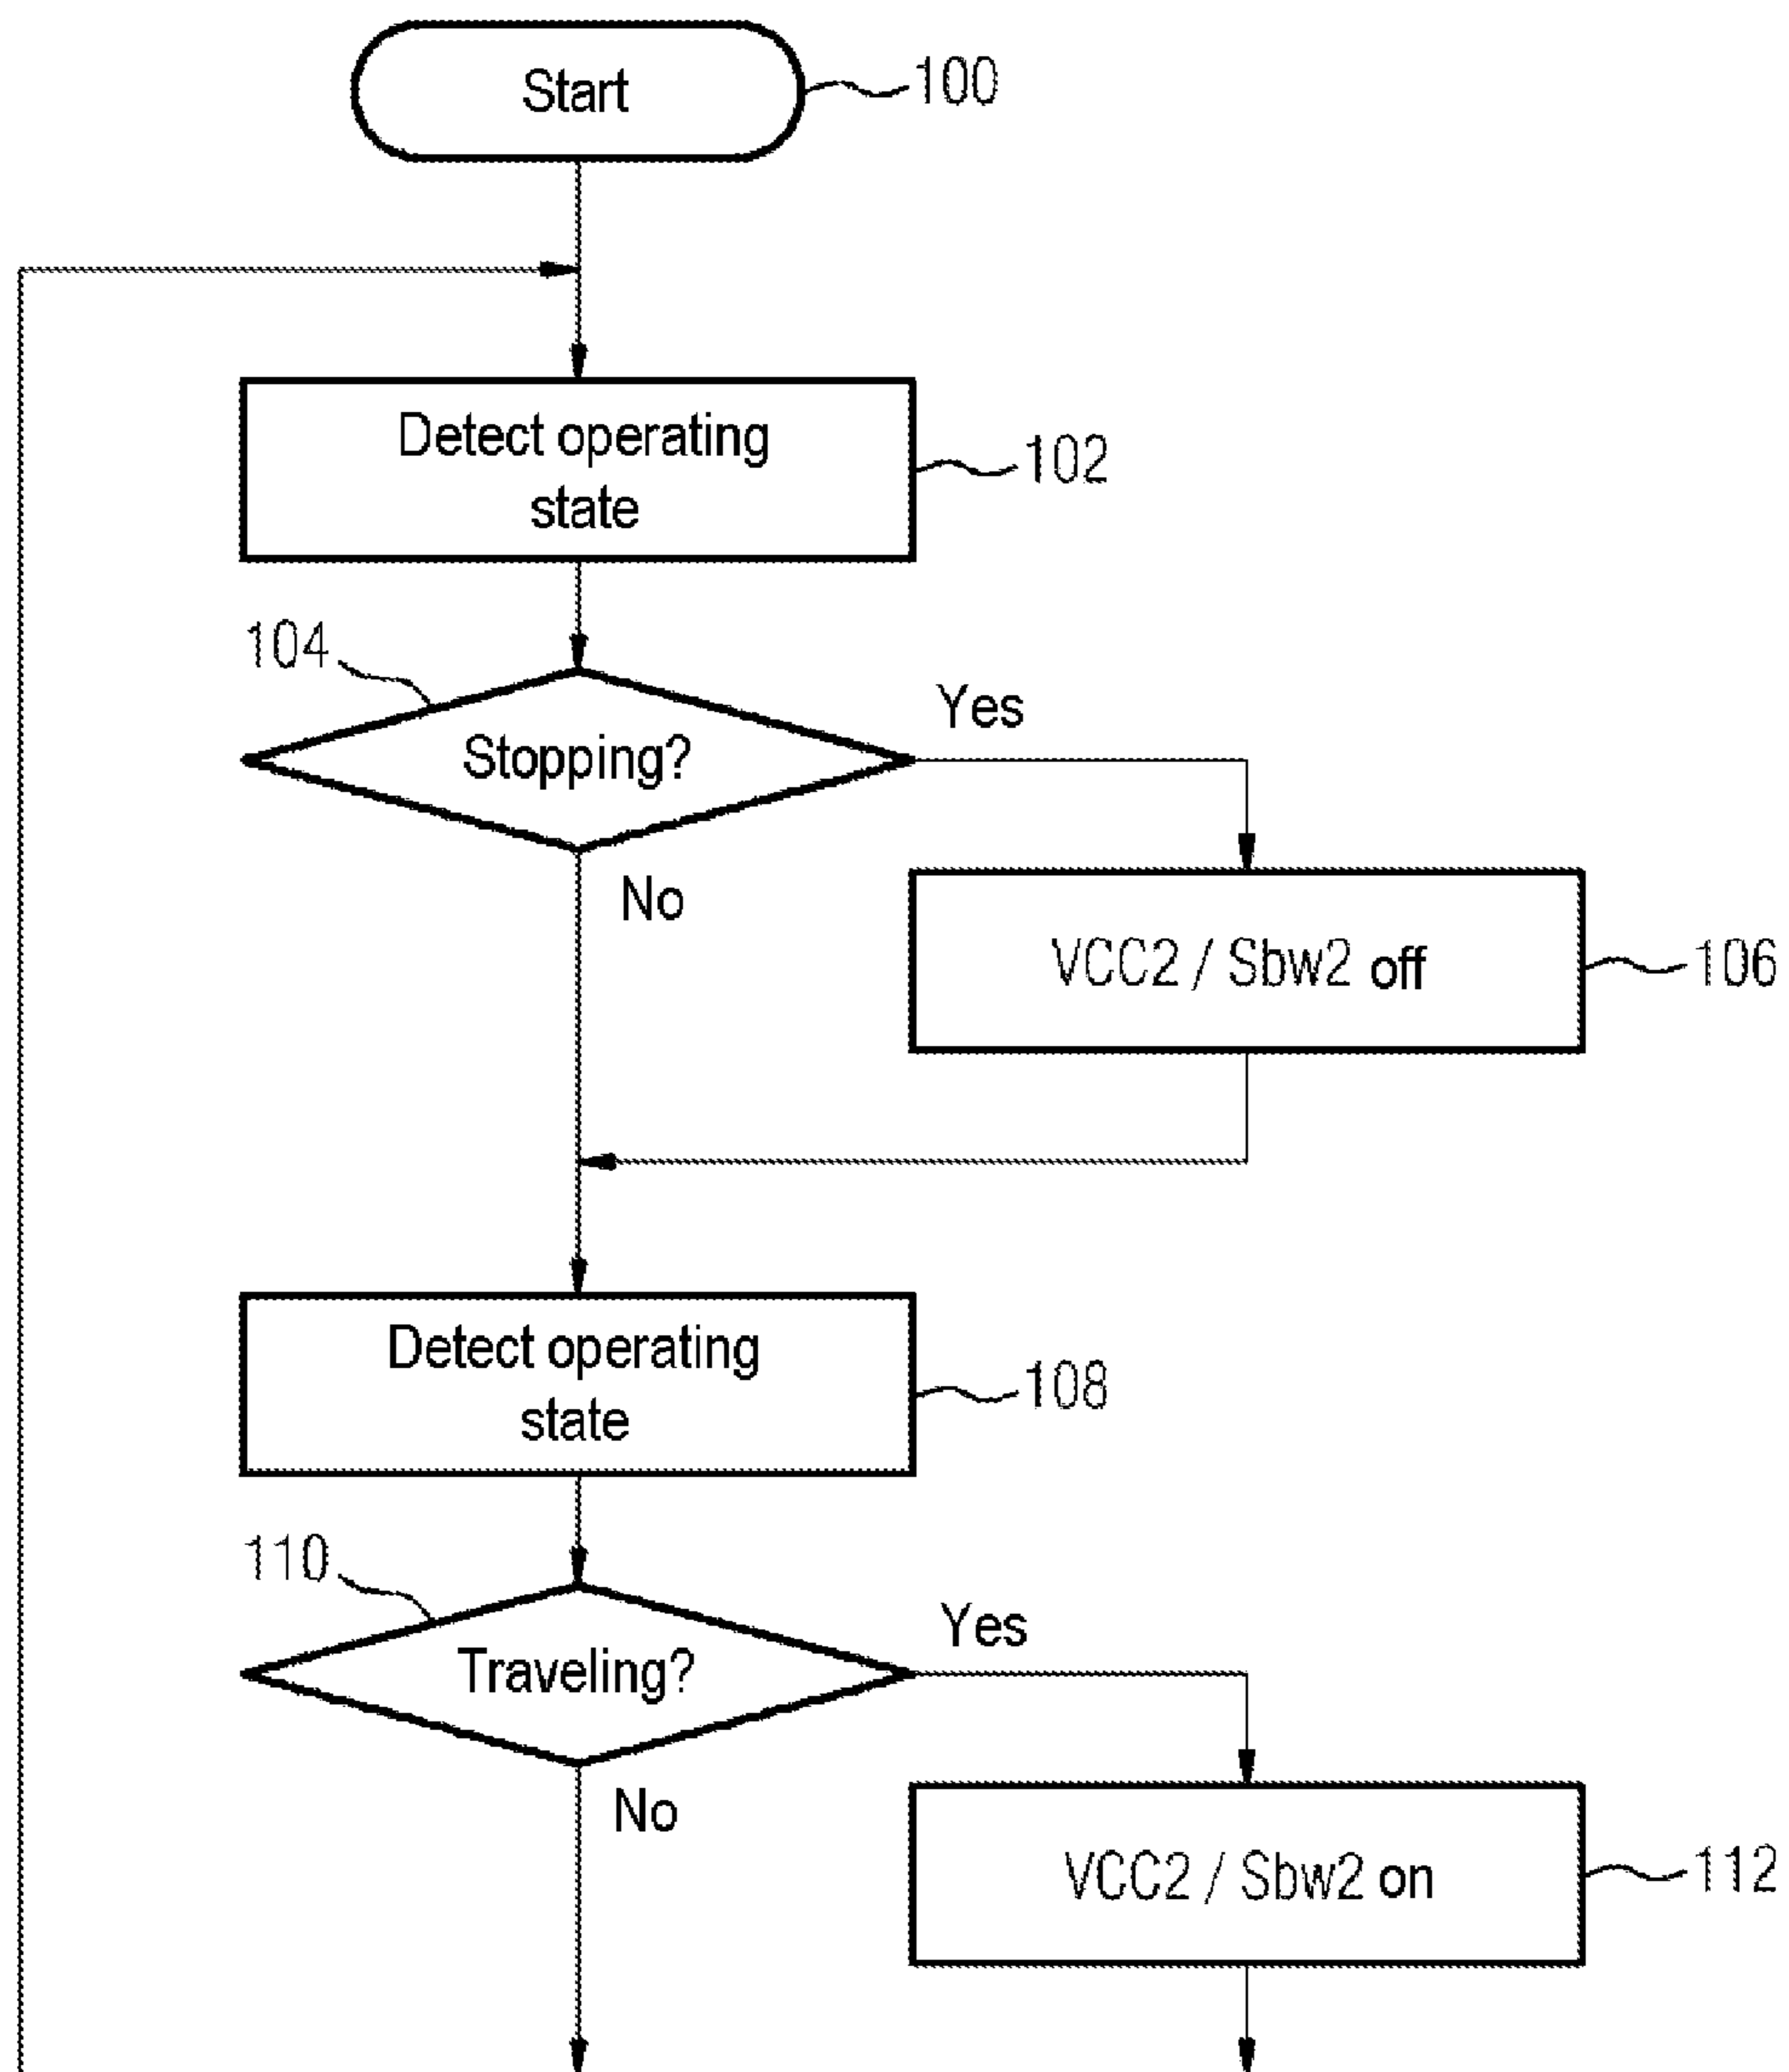 Start
100
Detect operating
state
102
104
Stopping?
Yes
No
VCC2 / Sbw2 off
106
Detect operating
state
108
110
Traveling?
Yes
No
VCC2 / Sbw2 on
112